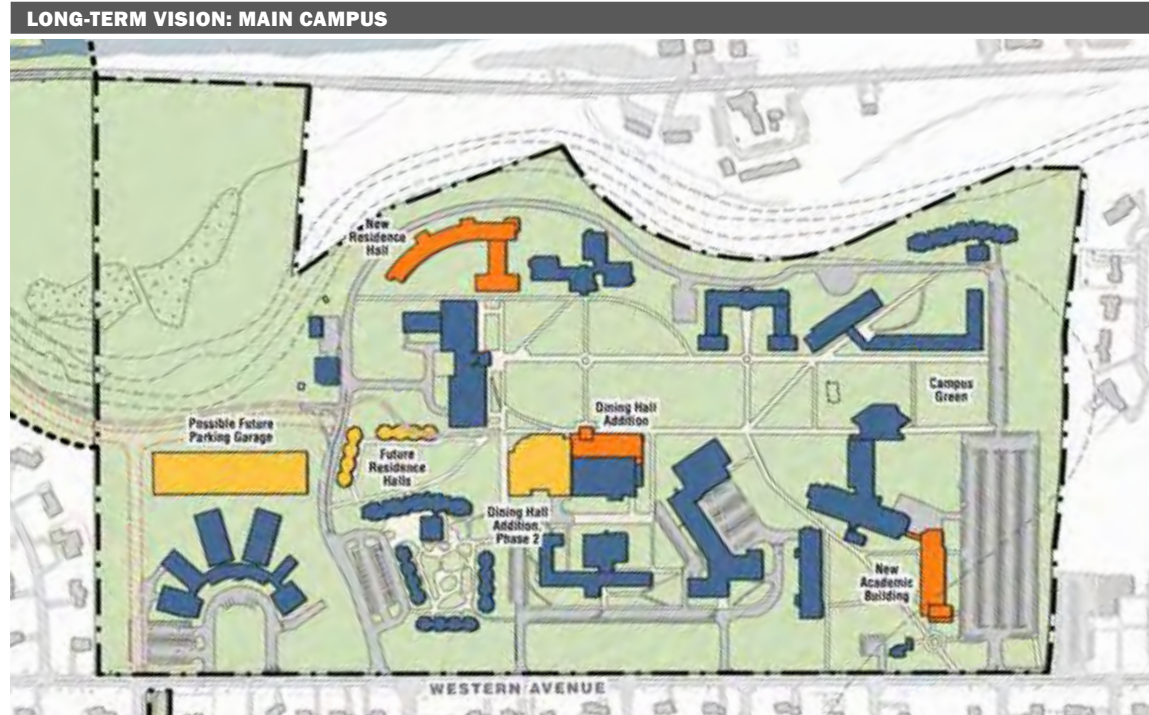 LONG-TERM VISION: MAIN CAMPUS
New
Residence
Hall
Campus
Green
Dining Hall
Addition
Possible Future
Parking Garage
Future
Residence
Halls
Dining Hall
Addition,
Phase 2
New
Academic
Building
WESTERN AVENUE